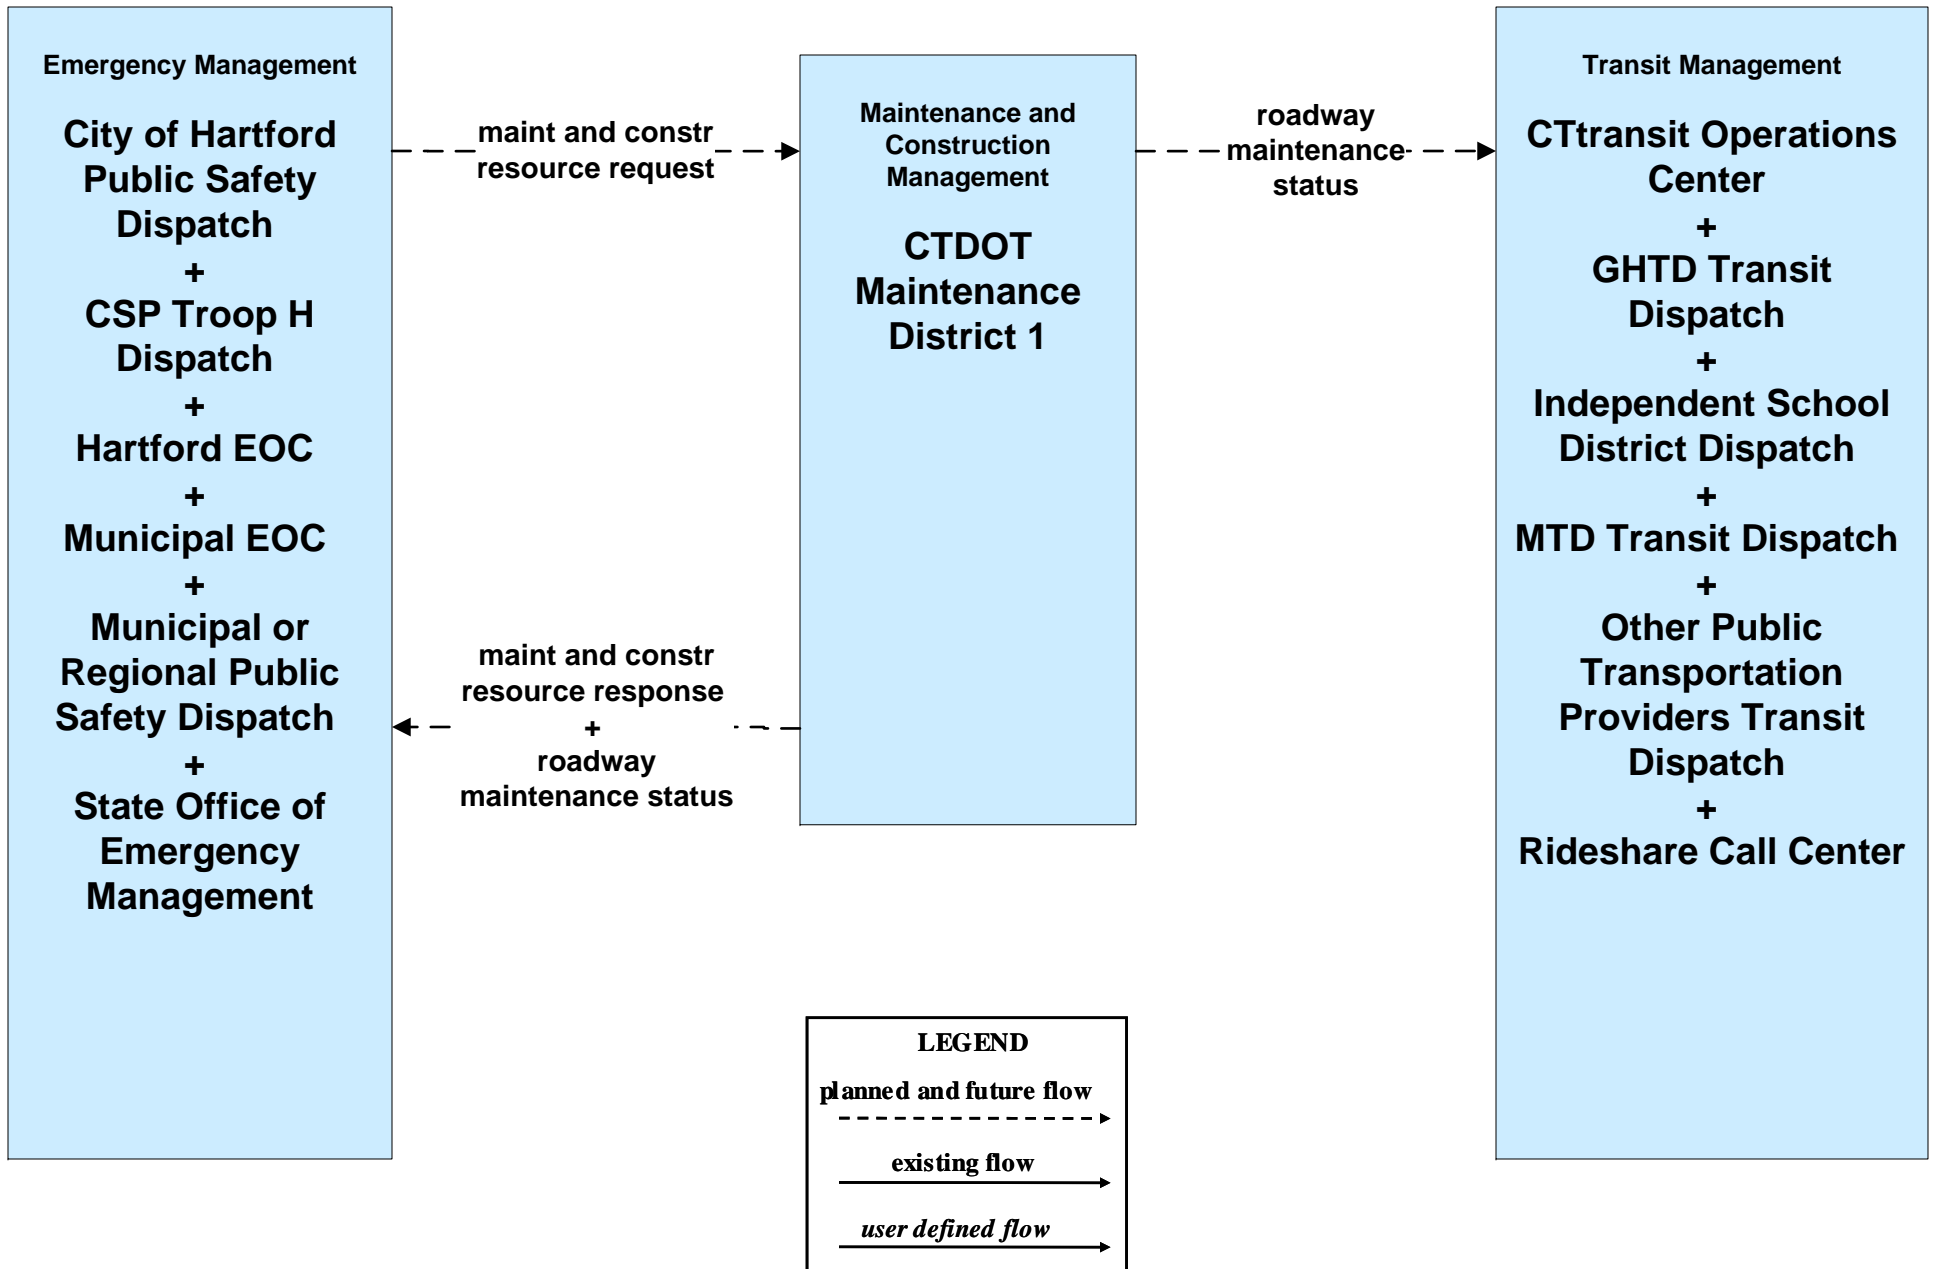 Emergency Management
City of Hartford
Public Safety
Dispatch
+
CSP Troop H
Dispatch
+
Hartford EOC
+
Municipal EOC
+
Municipal or
Regional Public
Safety Dispatch
+
State Office of
Emergency
Management
maint and constr
resource request
maint and constr
resource response
+
roadway
maintenance status
Maintenance and
Construction
Management
CTDOT
Maintenance
District 1
roadway
maintenance
status
Transit Management
CTtransit Operations
Center
+
GHTD Transit
Dispatch
+
Independent School
District Dispatch
+
MTD Transit Dispatch
+
Other Public
Transportation
Providers Transit
Dispatch
+
Rideshare Call Center
LEGEND
planned and future flow
existing flow
user defined flow